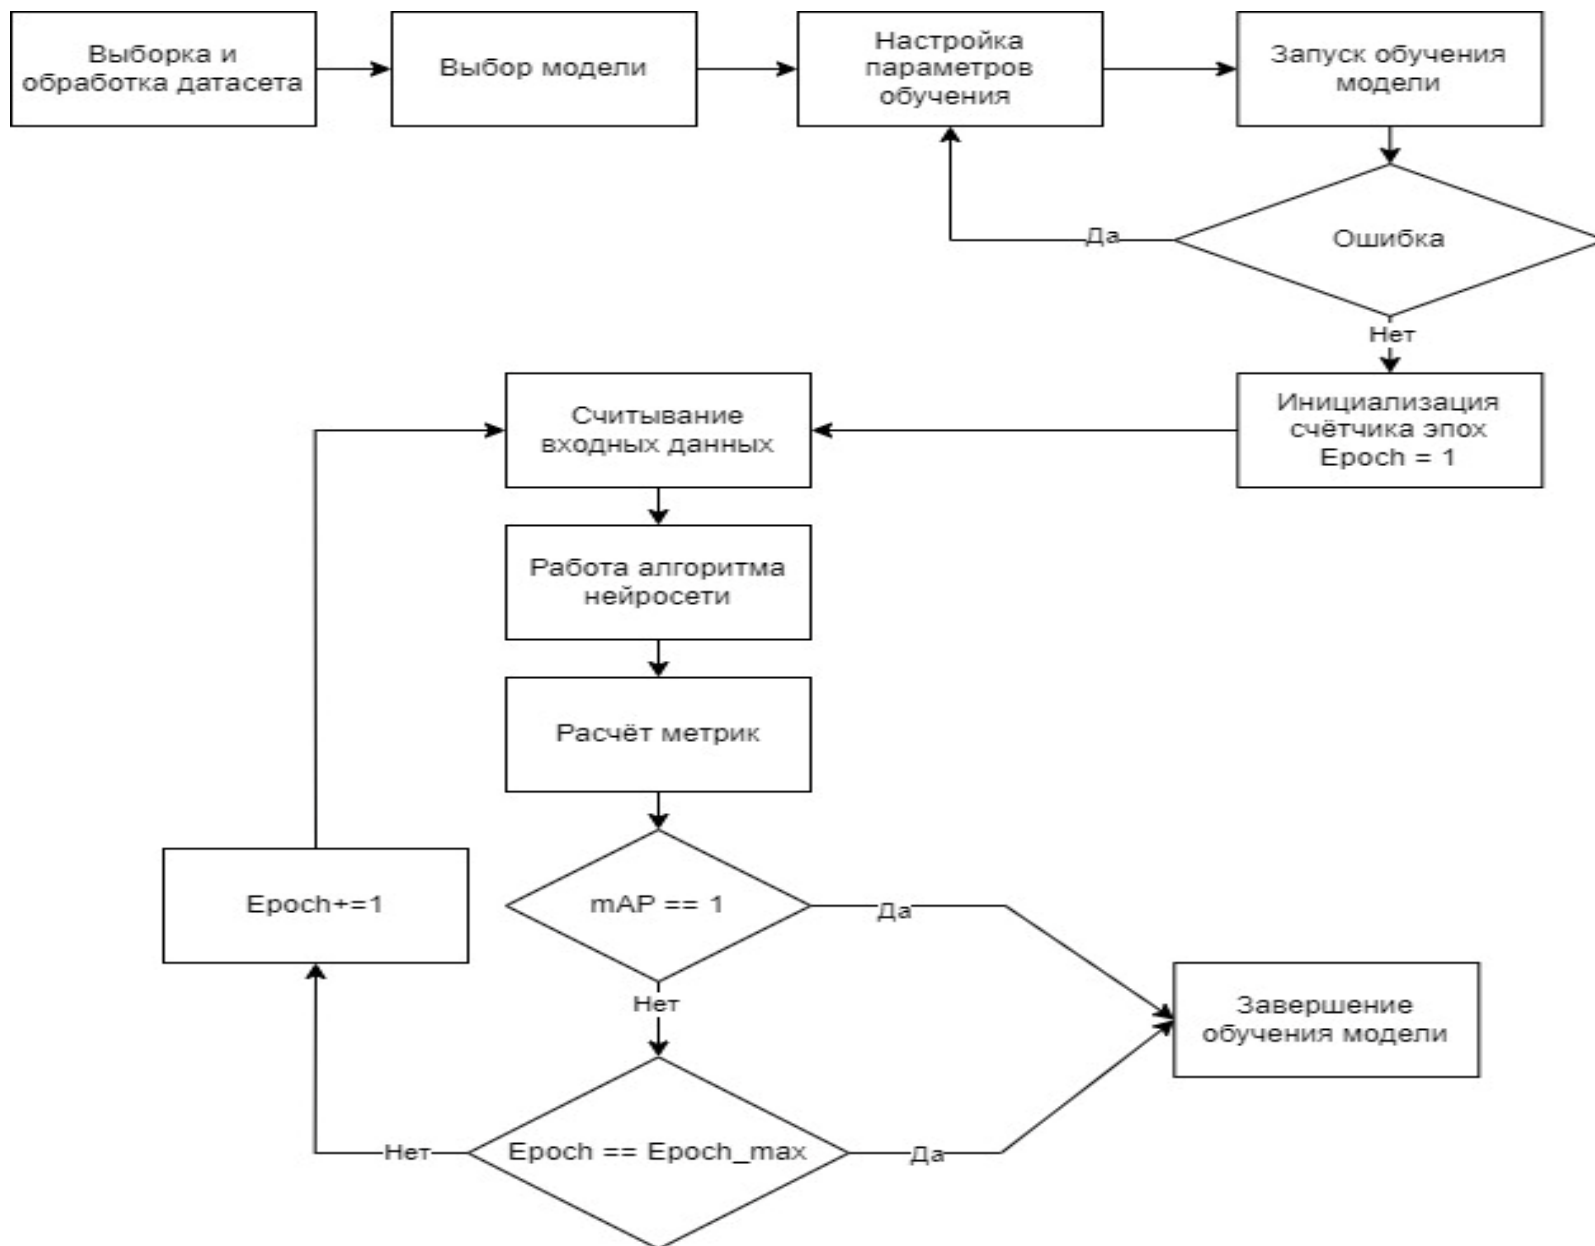 Выборка и
обработка датасета
Выбор модели
Настройка
параметров
обучения
Запуск обучения
модели
Ошибка
Да
Нет
Инициализация
счётчика эпох
Epoch = 1
Считывание
входных данных
Работа алгоритма
нейросети
Расчёт метрик
mAP == 1
Да
Нет
Epoch+=1
Завершение
обучения модели
Epoch == Epoch_max
Нет
Да